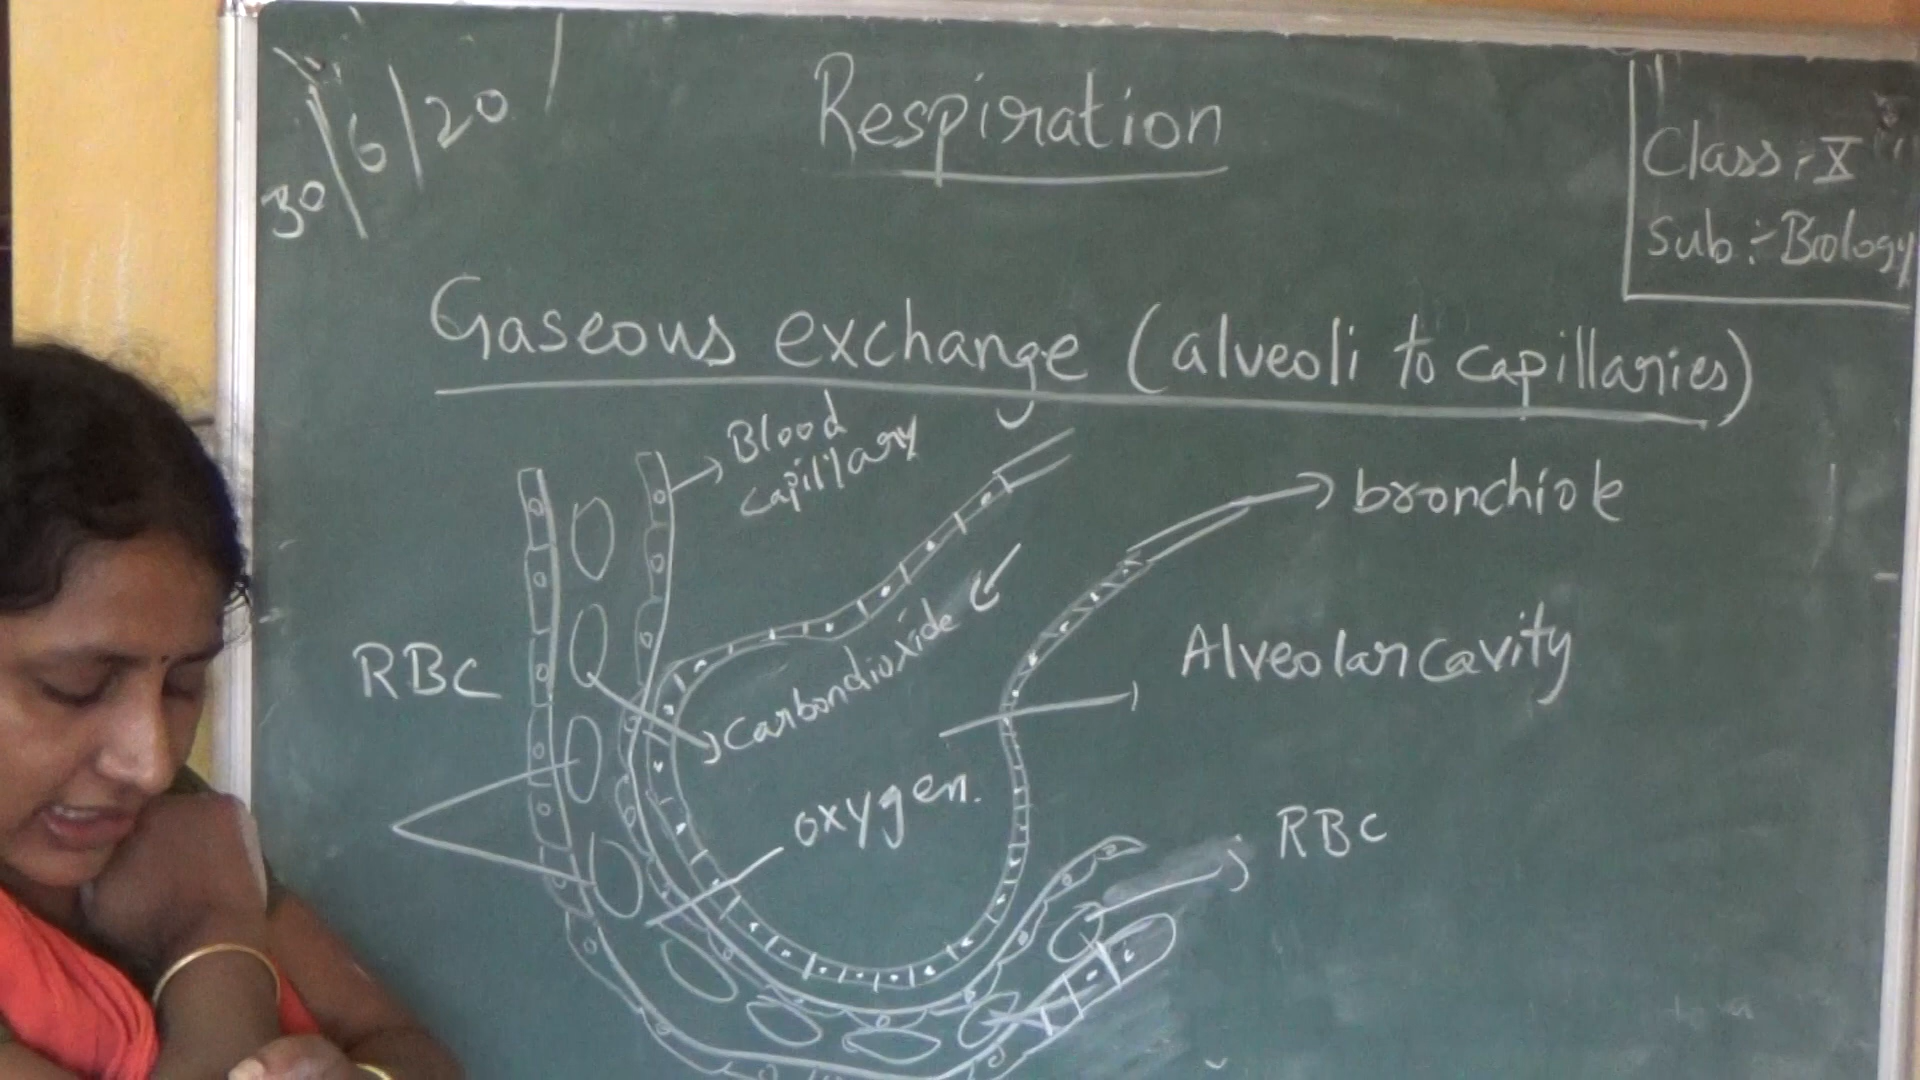 30/6/20
Respiration
Class :- X
Sub :- Biology
Gaseous exchange (alveoli to capillaries)
Blood
capillary
bronchiole
RBC
carbondioxide
Alveolar cavity
oxygen.
RBC